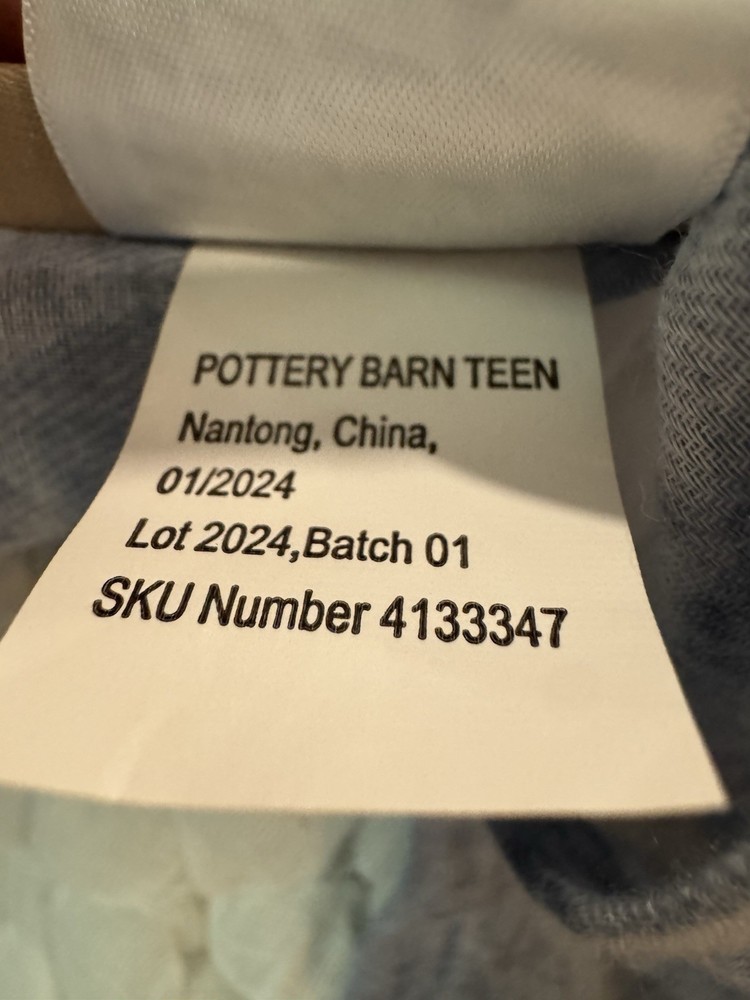 POTTERY BARN TEEN
Nantong, China,
01/2024
Lot 2024,Batch 01
SKU Number 4133347